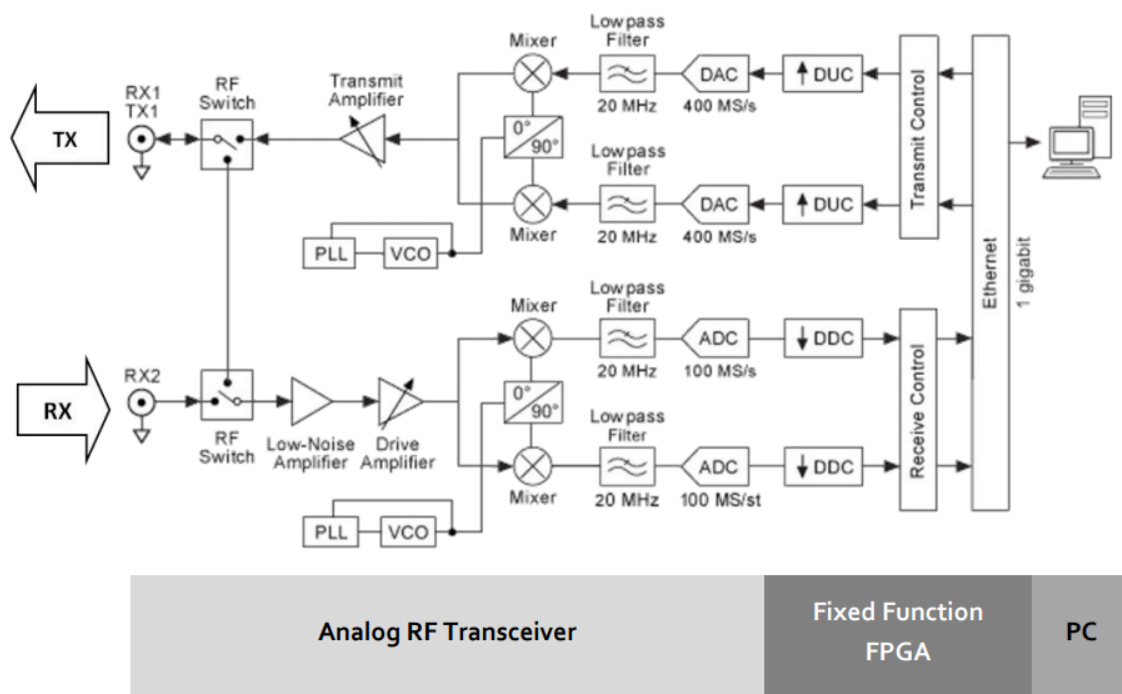 TX
RX1
TX1
RF
Switch
Transmit
Amplifier
Mixer
Lowpass
Filter
20 MHz
DAC
400 MS/s
DUC
0°
90°
Mixer
Lowpass
Filter
20 MHz
DAC
400 MS/s
DUC
Transmit Control
PLL
VCO
Ethernet
1 gigabit
RX
RX2
RF
Switch
Low-Noise
Amplifier
Drive
Amplifier
Mixer
Lowpass
Filter
20 MHz
ADC
100 MS/s
DDC
0°
90°
Mixer
Lowpass
Filter
20 MHz
ADC
100 MS/st
DDC
Receive Control
PLL
VCO
Analog RF Transceiver
Fixed Function
FPGA
PC